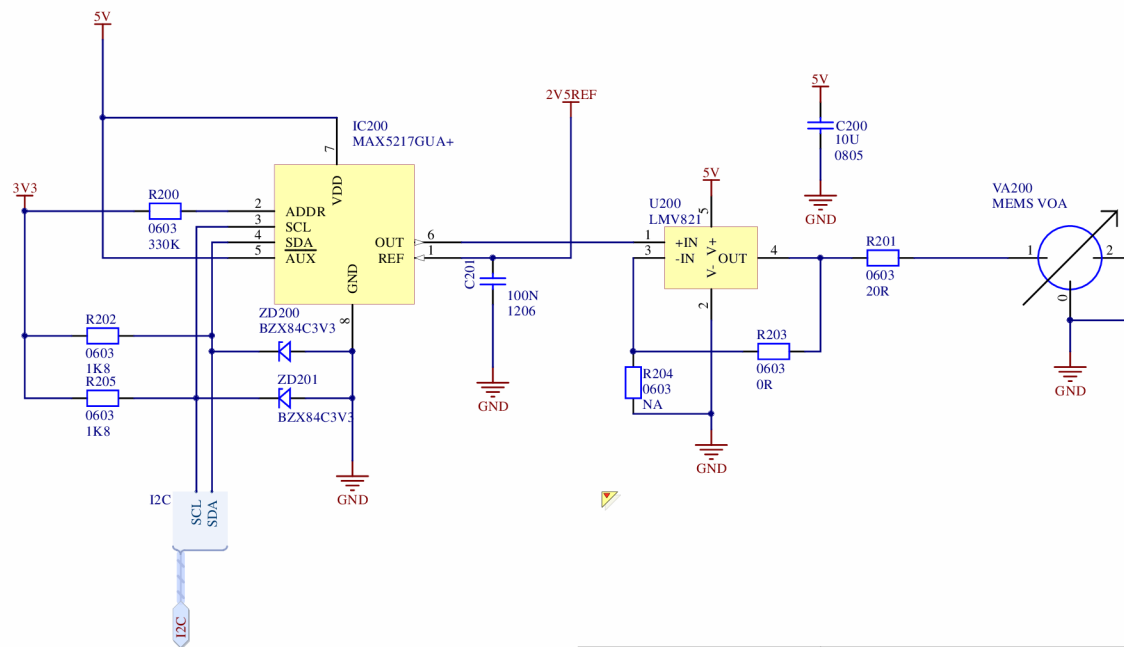 5V
IC200
MAX5217GUA+
7
VDD
3V3
R200
0603
330K
2
3
4
5
ADDR
SCL
SDA
AUX
OUT
REF
GND
6
1
8
2V5REF
C201
100N
1206
GND
R202
0603
1K8
R205
0603
1K8
ZD200
BZX84C3V3
ZD201
BZX84C3V3
GND
I2C
SCL
SDA
I2C
5V
U200
LMV821
5
1
3
+IN
-IN
V+
V-
OUT
4
2
R203
0603
0R
R204
0603
NA
GND
5V
C200
10U
0805
GND
R201
0603
20R
VA200
MEMS VOA
1
2
0
GND